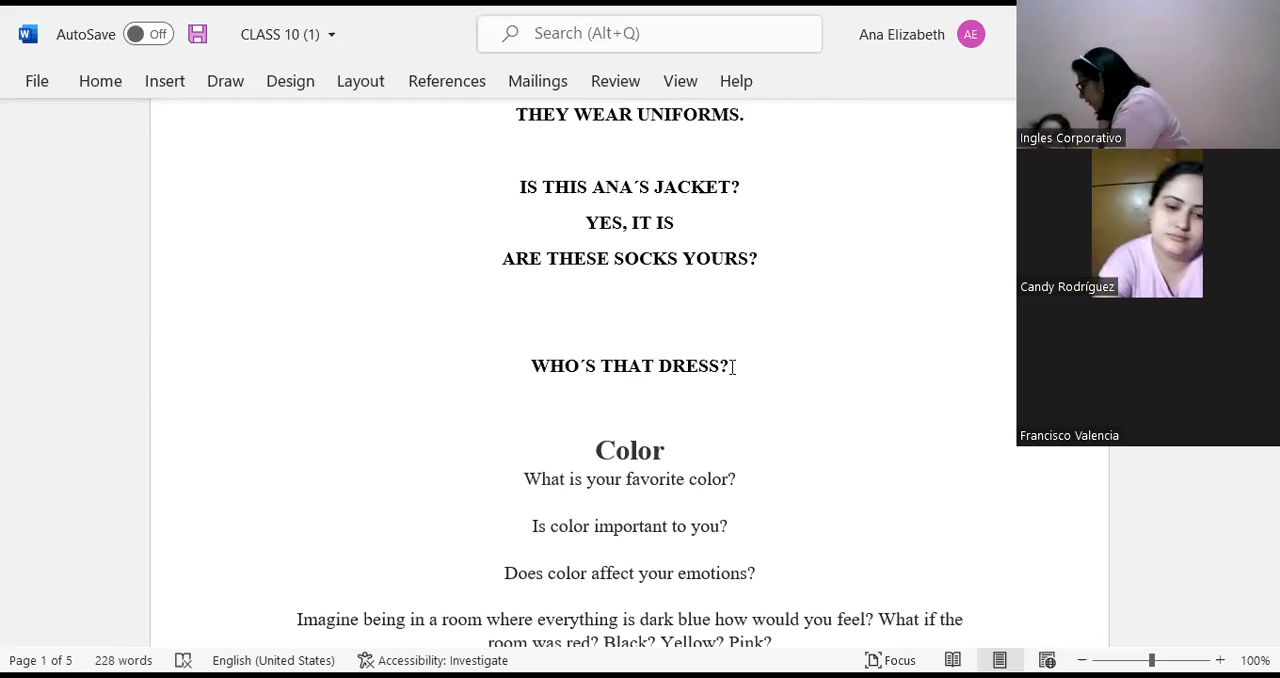 AutoSave Off CLASS 10 (1) Search (Alt+Q) Ana Elizabeth AE
File Home Insert Draw Design Layout References Mailings Review View Help
THEY WEAR UNIFORMS.
IS THIS ANA´S JACKET?
YES, IT IS
ARE THESE SOCKS YOURS?
WHO´S THAT DRESS?
Color
What is your favorite color?
Is color important to you?
Does color affect your emotions?
Imagine being in a room where everything is dark blue how would you feel? What if the
room was red? Black? Yellow? Pink?
Page 1 of 5 228 words English (United States) Accessibility: Investigate Focus 100%
Ingles Corporativo
Candy Rodríguez
Francisco Valencia